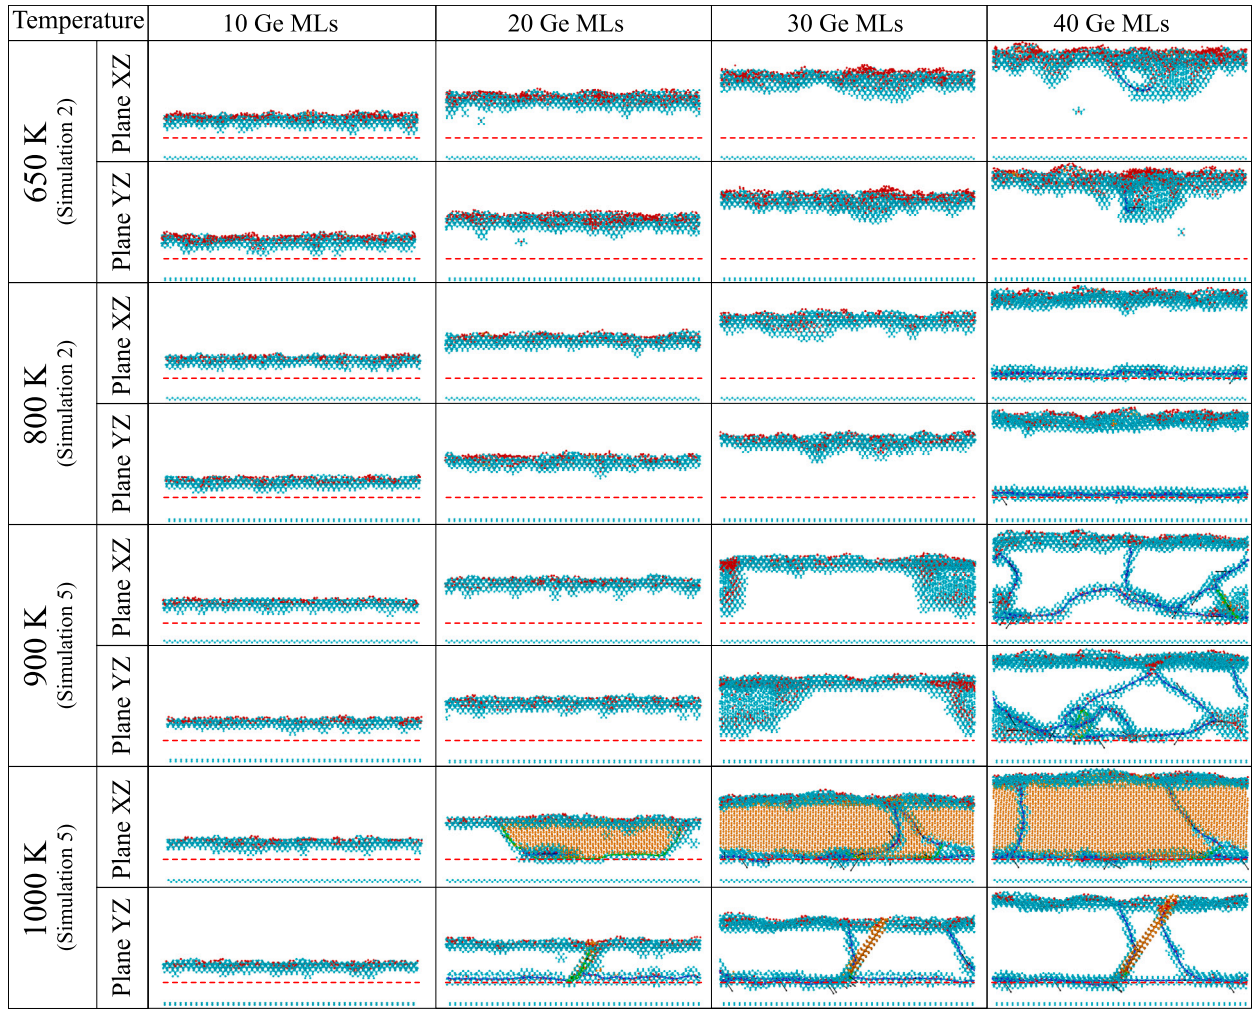 Temperature 10 Ge MLs 20 Ge MLs 30 Ge MLs 40 Ge MLs
650 K
(Simulation 2)
Plane XZ
Plane YZ
800 K
(Simulation 2)
Plane XZ
Plane YZ
900 K
(Simulation 5)
Plane XZ
Plane YZ
1000 K
(Simulation 5)
Plane XZ
Plane YZ